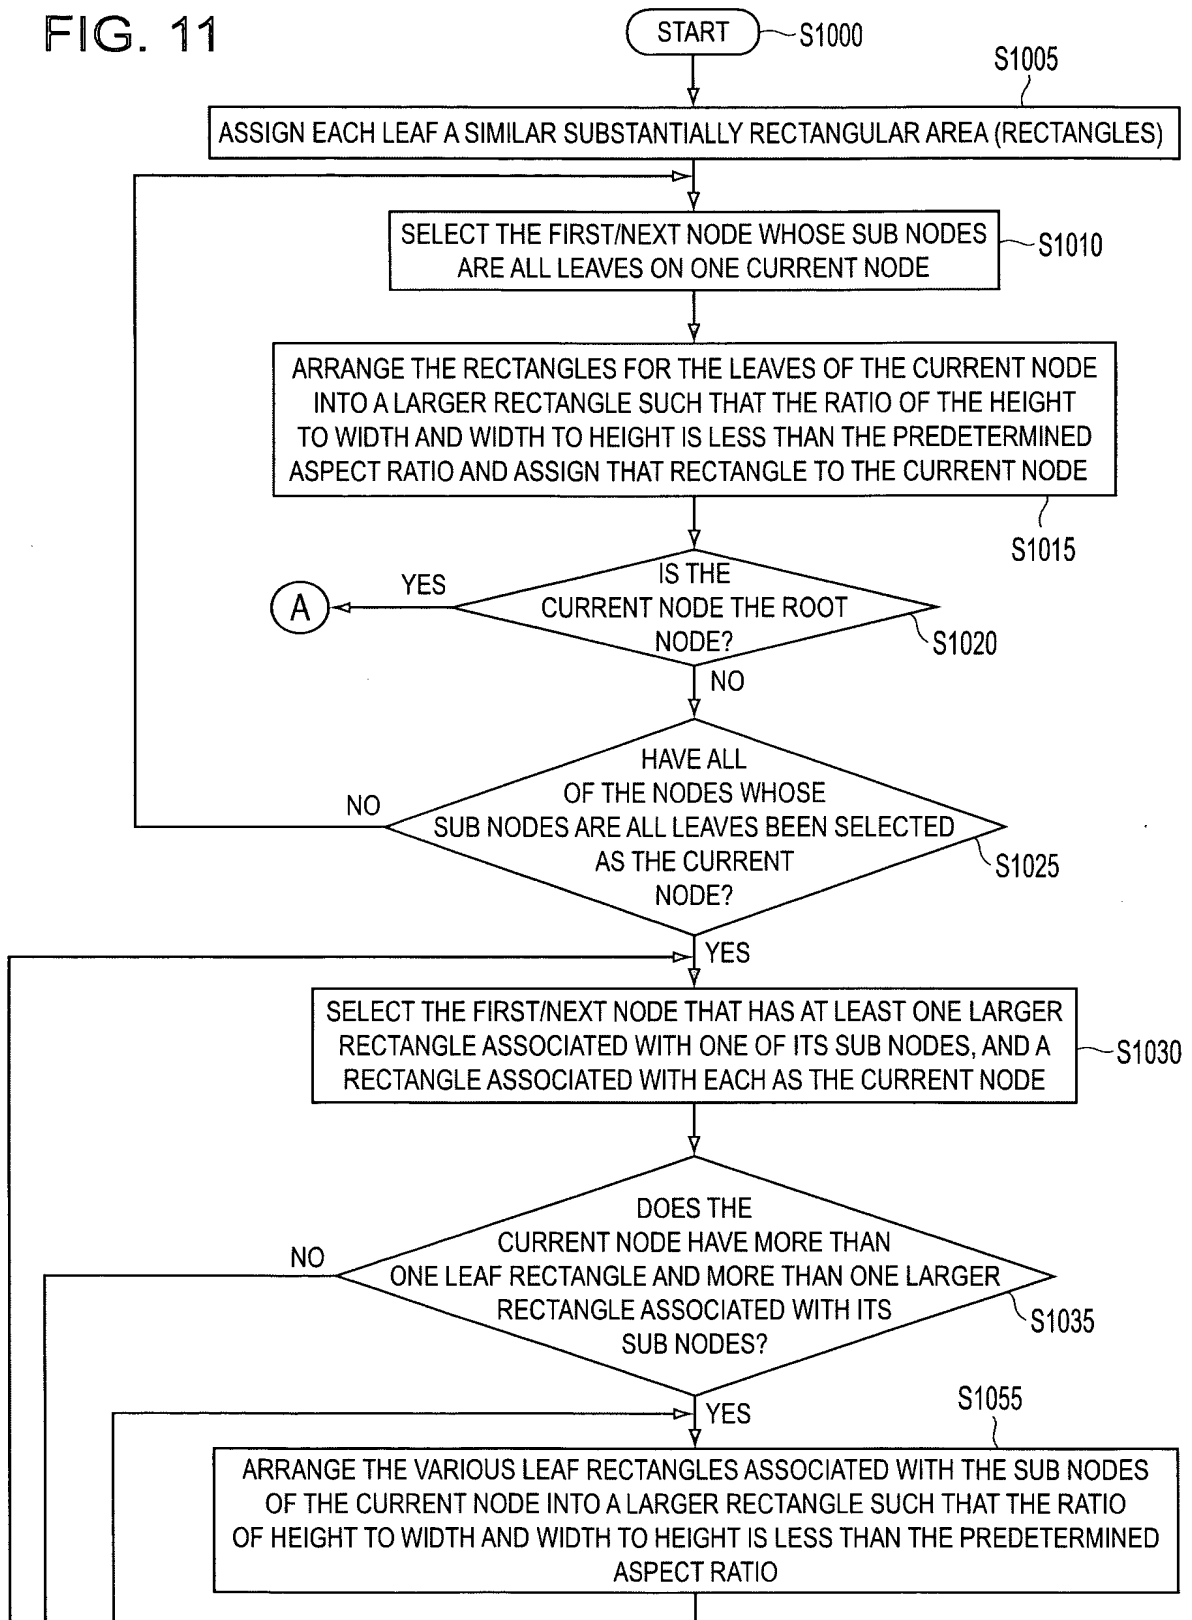 FIG. 11
START
S1000
S1005
ASSIGN EACH LEAF A SIMILAR SUBSTANTIALLY RECTANGULAR AREA (RECTANGLES)
SELECT THE FIRST/NEXT NODE WHOSE SUB NODES
ARE ALL LEAVES ON ONE CURRENT NODE
S1010
ARRANGE THE RECTANGLES FOR THE LEAVES OF THE CURRENT NODE
INTO A LARGER RECTANGLE SUCH THAT THE RATIO OF THE HEIGHT
TO WIDTH AND WIDTH TO HEIGHT IS LESS THAN THE PREDETERMINED
ASPECT RATIO AND ASSIGN THAT RECTANGLE TO THE CURRENT NODE
S1015
A
YES
IS THE
CURRENT NODE THE ROOT
NODE?
S1020
NO
HAVE ALL
OF THE NODES WHOSE
SUB NODES ARE ALL LEAVES BEEN SELECTED
AS THE CURRENT
NODE?
NO
S1025
YES
SELECT THE FIRST/NEXT NODE THAT HAS AT LEAST ONE LARGER
RECTANGLE ASSOCIATED WITH ONE OF ITS SUB NODES, AND A
RECTANGLE ASSOCIATED WITH EACH AS THE CURRENT NODE
S1030
DOES THE
CURRENT NODE HAVE MORE THAN
ONE LEAF RECTANGLE AND MORE THAN ONE LARGER
RECTANGLE ASSOCIATED WITH ITS
SUB NODES?
NO
S1035
YES
S1055
ARRANGE THE VARIOUS LEAF RECTANGLES ASSOCIATED WITH THE SUB NODES
OF THE CURRENT NODE INTO A LARGER RECTANGLE SUCH THAT THE RATIO
OF HEIGHT TO WIDTH AND WIDTH TO HEIGHT IS LESS THAN THE PREDETERMINED
ASPECT RATIO